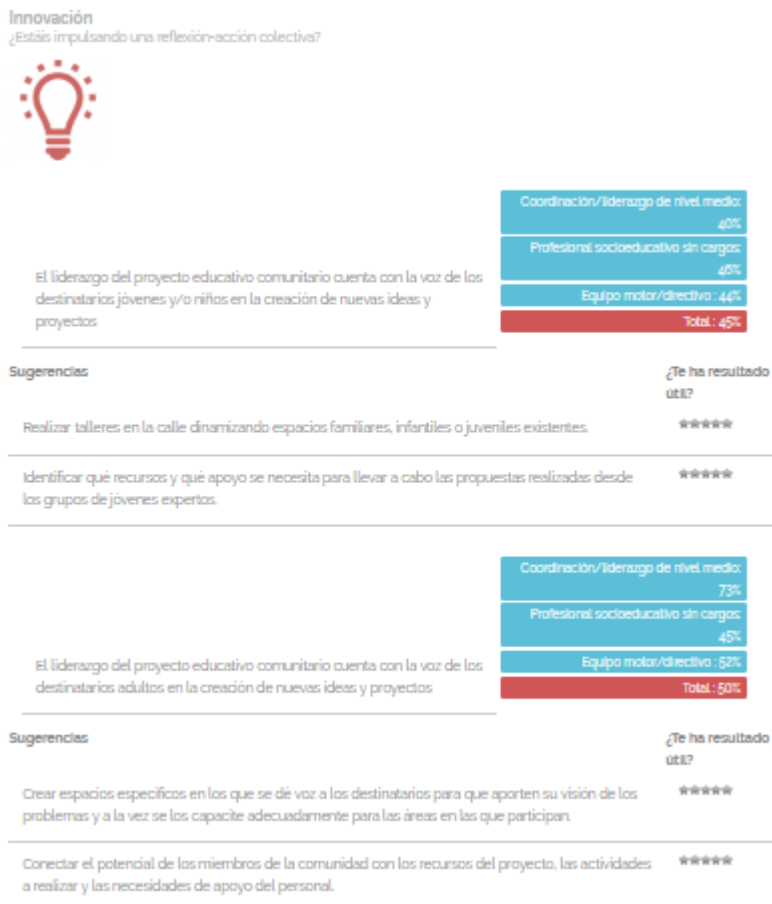 Innovación
¿Estáis impulsando una reflexión-acción colectiva?
Coordinación/liderazgo de nivel medio:
40%
Profesional socioeducativo sin cargos:
46%
Equipo motor/directivo : 44%
Total : 45%
El liderazgo del proyecto educativo comunitario cuenta con la voz de los
destinatarios jóvenes y/o niños en la creación de nuevas ideas y
proyectos
Sugerencias
¿Te ha resultado
útil?
Realizar talleres en la calle dinamizando espacios familiares, infantiles o juveniles existentes.
Identificar qué recursos y qué apoyo se necesita para llevar a cabo las propuestas realizadas desde
los grupos de jóvenes expertos.
Coordinación/liderazgo de nivel medio:
73%
Profesional socioeducativo sin cargos:
45%
Equipo motor/directivo : 52%
Total : 50%
El liderazgo del proyecto educativo comunitario cuenta con la voz de los
destinatarios adultos en la creación de nuevas ideas y proyectos
Sugerencias
¿Te ha resultado
útil?
Crear espacios específicos en los que se dé voz a los destinatarios para que aporten su visión de los
problemas y a la vez se los capacite adecuadamente para las áreas en las que participan.
Conectar el potencial de los miembros de la comunidad con los recursos del proyecto, las actividades
a realizar y las necesidades de apoyo del personal.